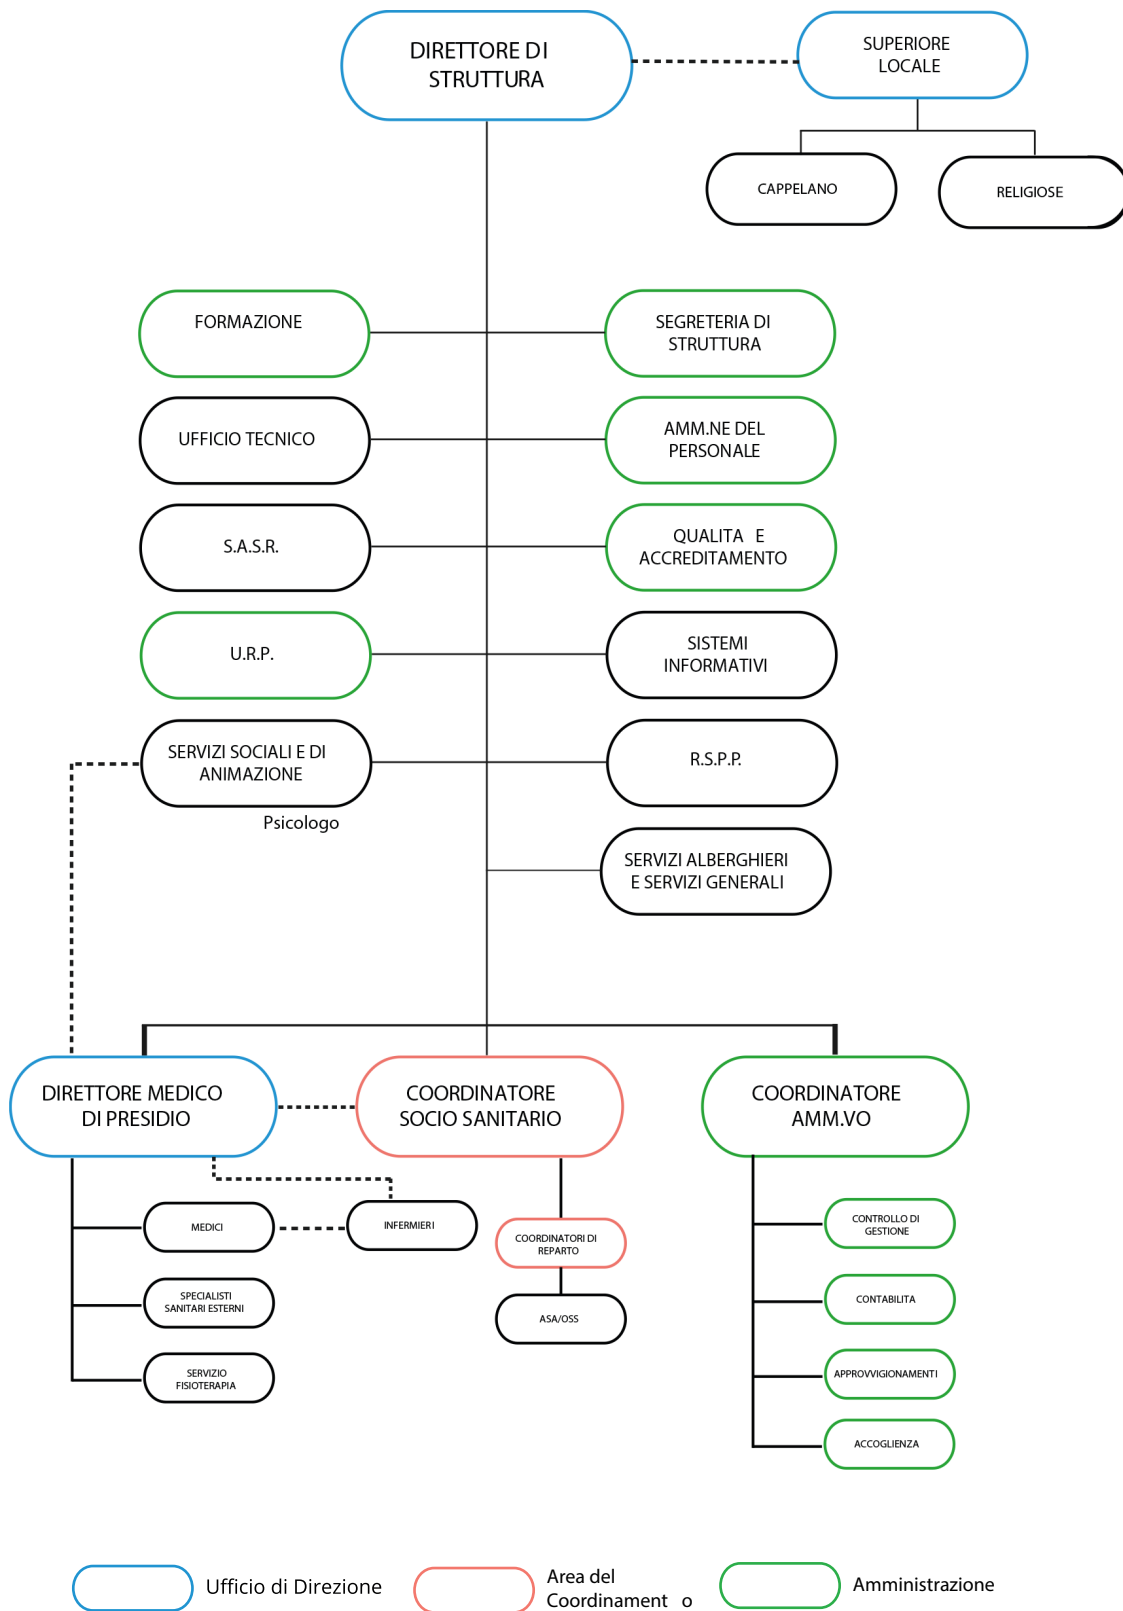 DIRETTORE DI
STRUTTURA
SUPERIORE
LOCALE
CAPPELANO
RELIGIOSE
FORMAZIONE
SEGRETERIA DI
STRUTTURA
UFFICIO TECNICO
AMM.NE DEL
PERSONALE
S.A.S.R.
QUALITA E
ACCREDITAMENTO
U.R.P.
SISTEMI
INFORMATIVI
SERVIZI SOCIALI E DI
ANIMAZIONE
Psicologo
R.S.P.P.
SERVIZI ALBERGHIERI
E SERVIZI GENERALI
DIRETTORE MEDICO
DI PRESIDIO
COORDINATORE
SOCIO SANITARIO
COORDINATORE
AMM.VO
MEDICI
INFERMIERI
SPECIALISTI
SANITARI ESTERNI
SERVIZIO
FISIOTERAPIA
COORDINATORI DI
REPARTO
ASA/OSS
CONTROLLO DI
GESTIONE
CONTABILITA
APPROVVIGIONAMENTI
ACCOGLIENZA
Ufficio di Direzione
Area del
Coordinament o
Amministrazione